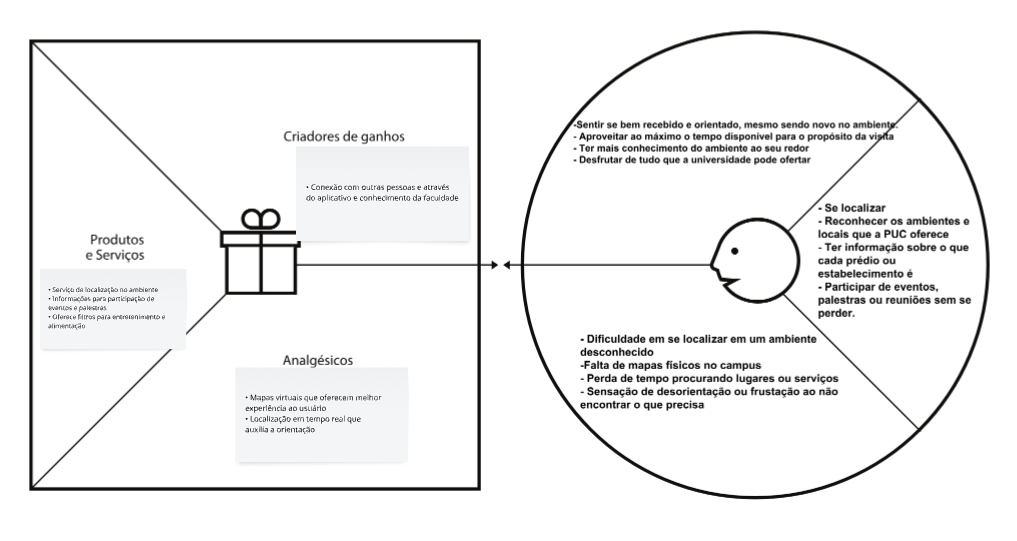 Criadores de ganhos
• Conexão com outras pessoas e através
do aplicativo e conhecimento da faculdade
Produtos
e Serviços
• Serviço de localização no ambiente
• Informações para participação de
eventos e palestras
• Oferece filtros para entretenimento e
alimentação
Analgésicos
• Mapas virtuais que oferecem melhor
experiência ao usuário
• Localização em tempo real que
auxilia a orientação
-Sentir se bem recebido e orientado, mesmo sendo novo no ambiente.
- Aproveitar ao máximo o tempo disponível para o propósito da visita
- Ter mais conhecimento do ambiente ao seu redor
- Desfrutar de tudo que a universidade pode ofertar
- Se localizar
- Reconhecer os ambientes e
locais que a PUC oferece
- Ter informação sobre o que
cada prédio ou
estabelecimento é
- Participar de eventos,
palestras ou reuniões sem se
perder.
- Dificuldade em se localizar em um ambiente
desconhecido
-Falta de mapas físicos no campus
- Perda de tempo procurando lugares ou serviços
- Sensação de desorientação ou frustação ao não
encontrar o que precisa